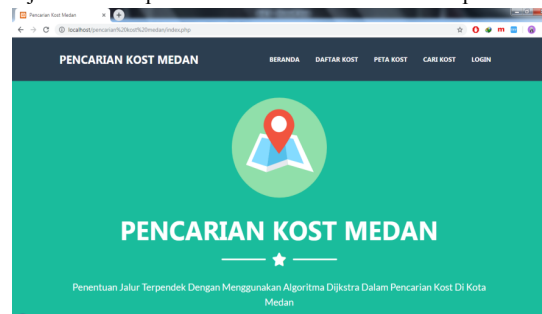 Pencarian Kost Medan
localhost/pencarian%20kost%20medan/index.php
PENCARIAN KOST MEDAN
BERANDA DAFTAR KOST PETA KOST CARI KOST LOGIN
PENCARIAN KOST MEDAN
Penentuan Jalur Terpendek Dengan Menggunakan Algoritma Dijkstra Dalam Pencarian Kost Di Kota
Medan